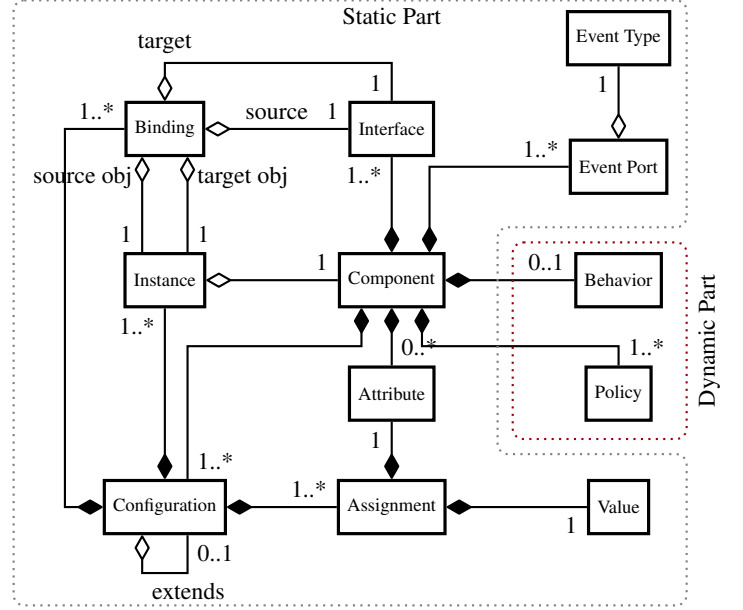 Static Part
Event Type
target
1
1
1..*
Binding
source
1
Interface
1..*
Event Port
source obj
target obj
1..*
1
1
1
0..1
Instance
Component
Behavior
1..*
0..*
1..*
Dynamic Part
Attribute
Policy
1
1..*
1..*
Configuration
Assignment
Value
1
0..1
extends